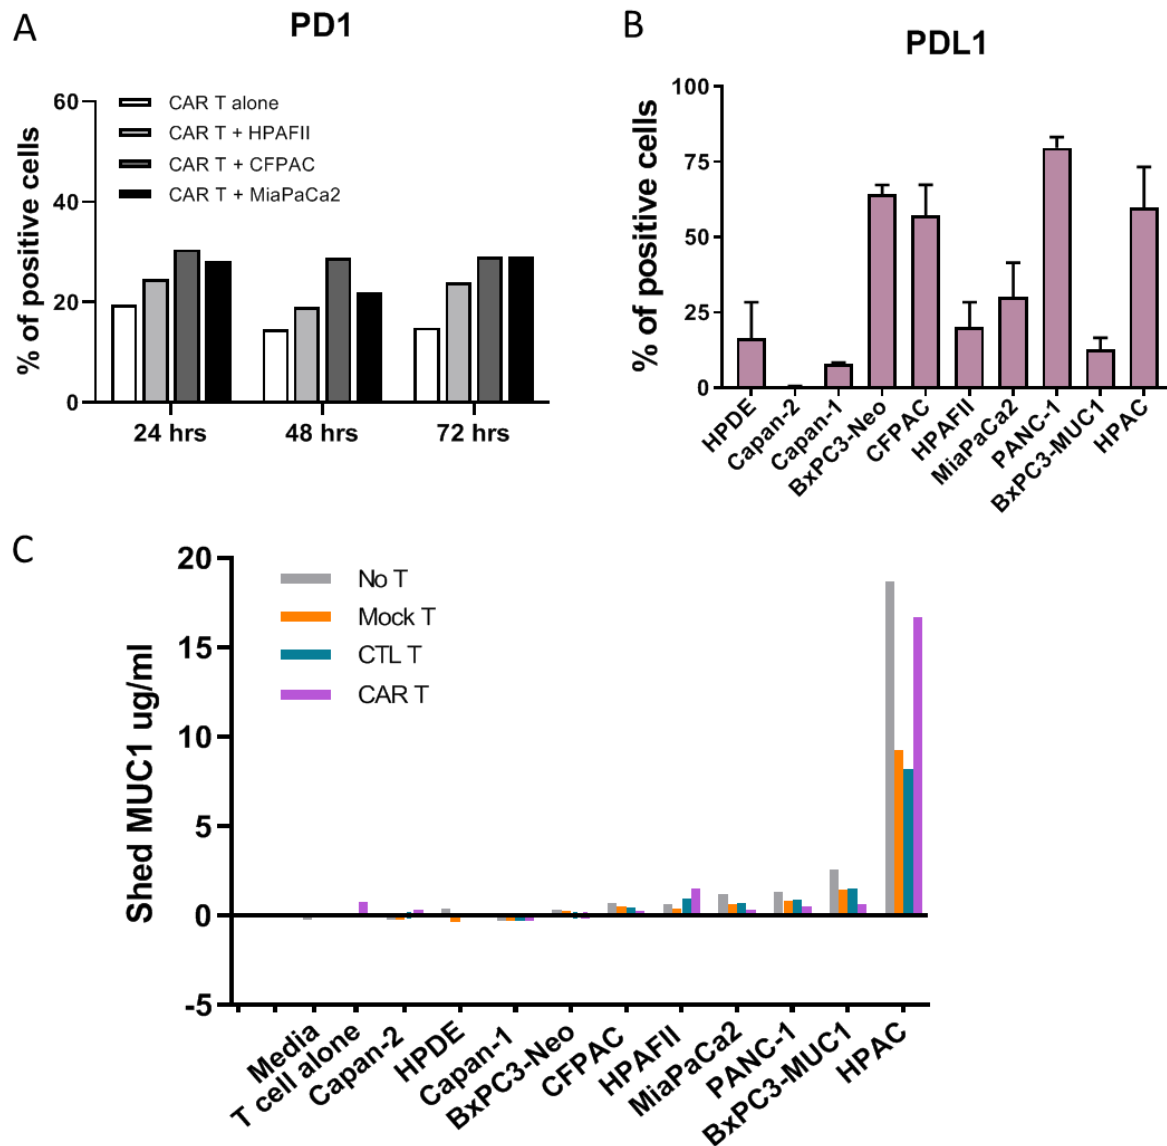 A
PD1
% of positive cells
60
40
20
0
CAR T alone
CAR T + HPAFII
CAR T + CFPAC
CAR T + MiaPaCa2
24 hrs
48 hrs
72 hrs
B
PDL1
% of positive cells
100
75
50
25
0
HPDE
Capan-2
Capan-1
BxPC3-Neo
CFPAC
HPAFII
MiaPaCa2
PANC-1
BxPC3-MUC1
HPAC
C
Shed MUC1 ug/ml
20
15
10
5
0
-5
No T
Mock T
CTL T
CAR T
Media
T cell alone
Capan-2
HPDE
Capan-1
BxPC3-Neo
CFPAC
HPAFII
MiaPaCa2
PANC-1
BxPC3-MUC1
HPAC